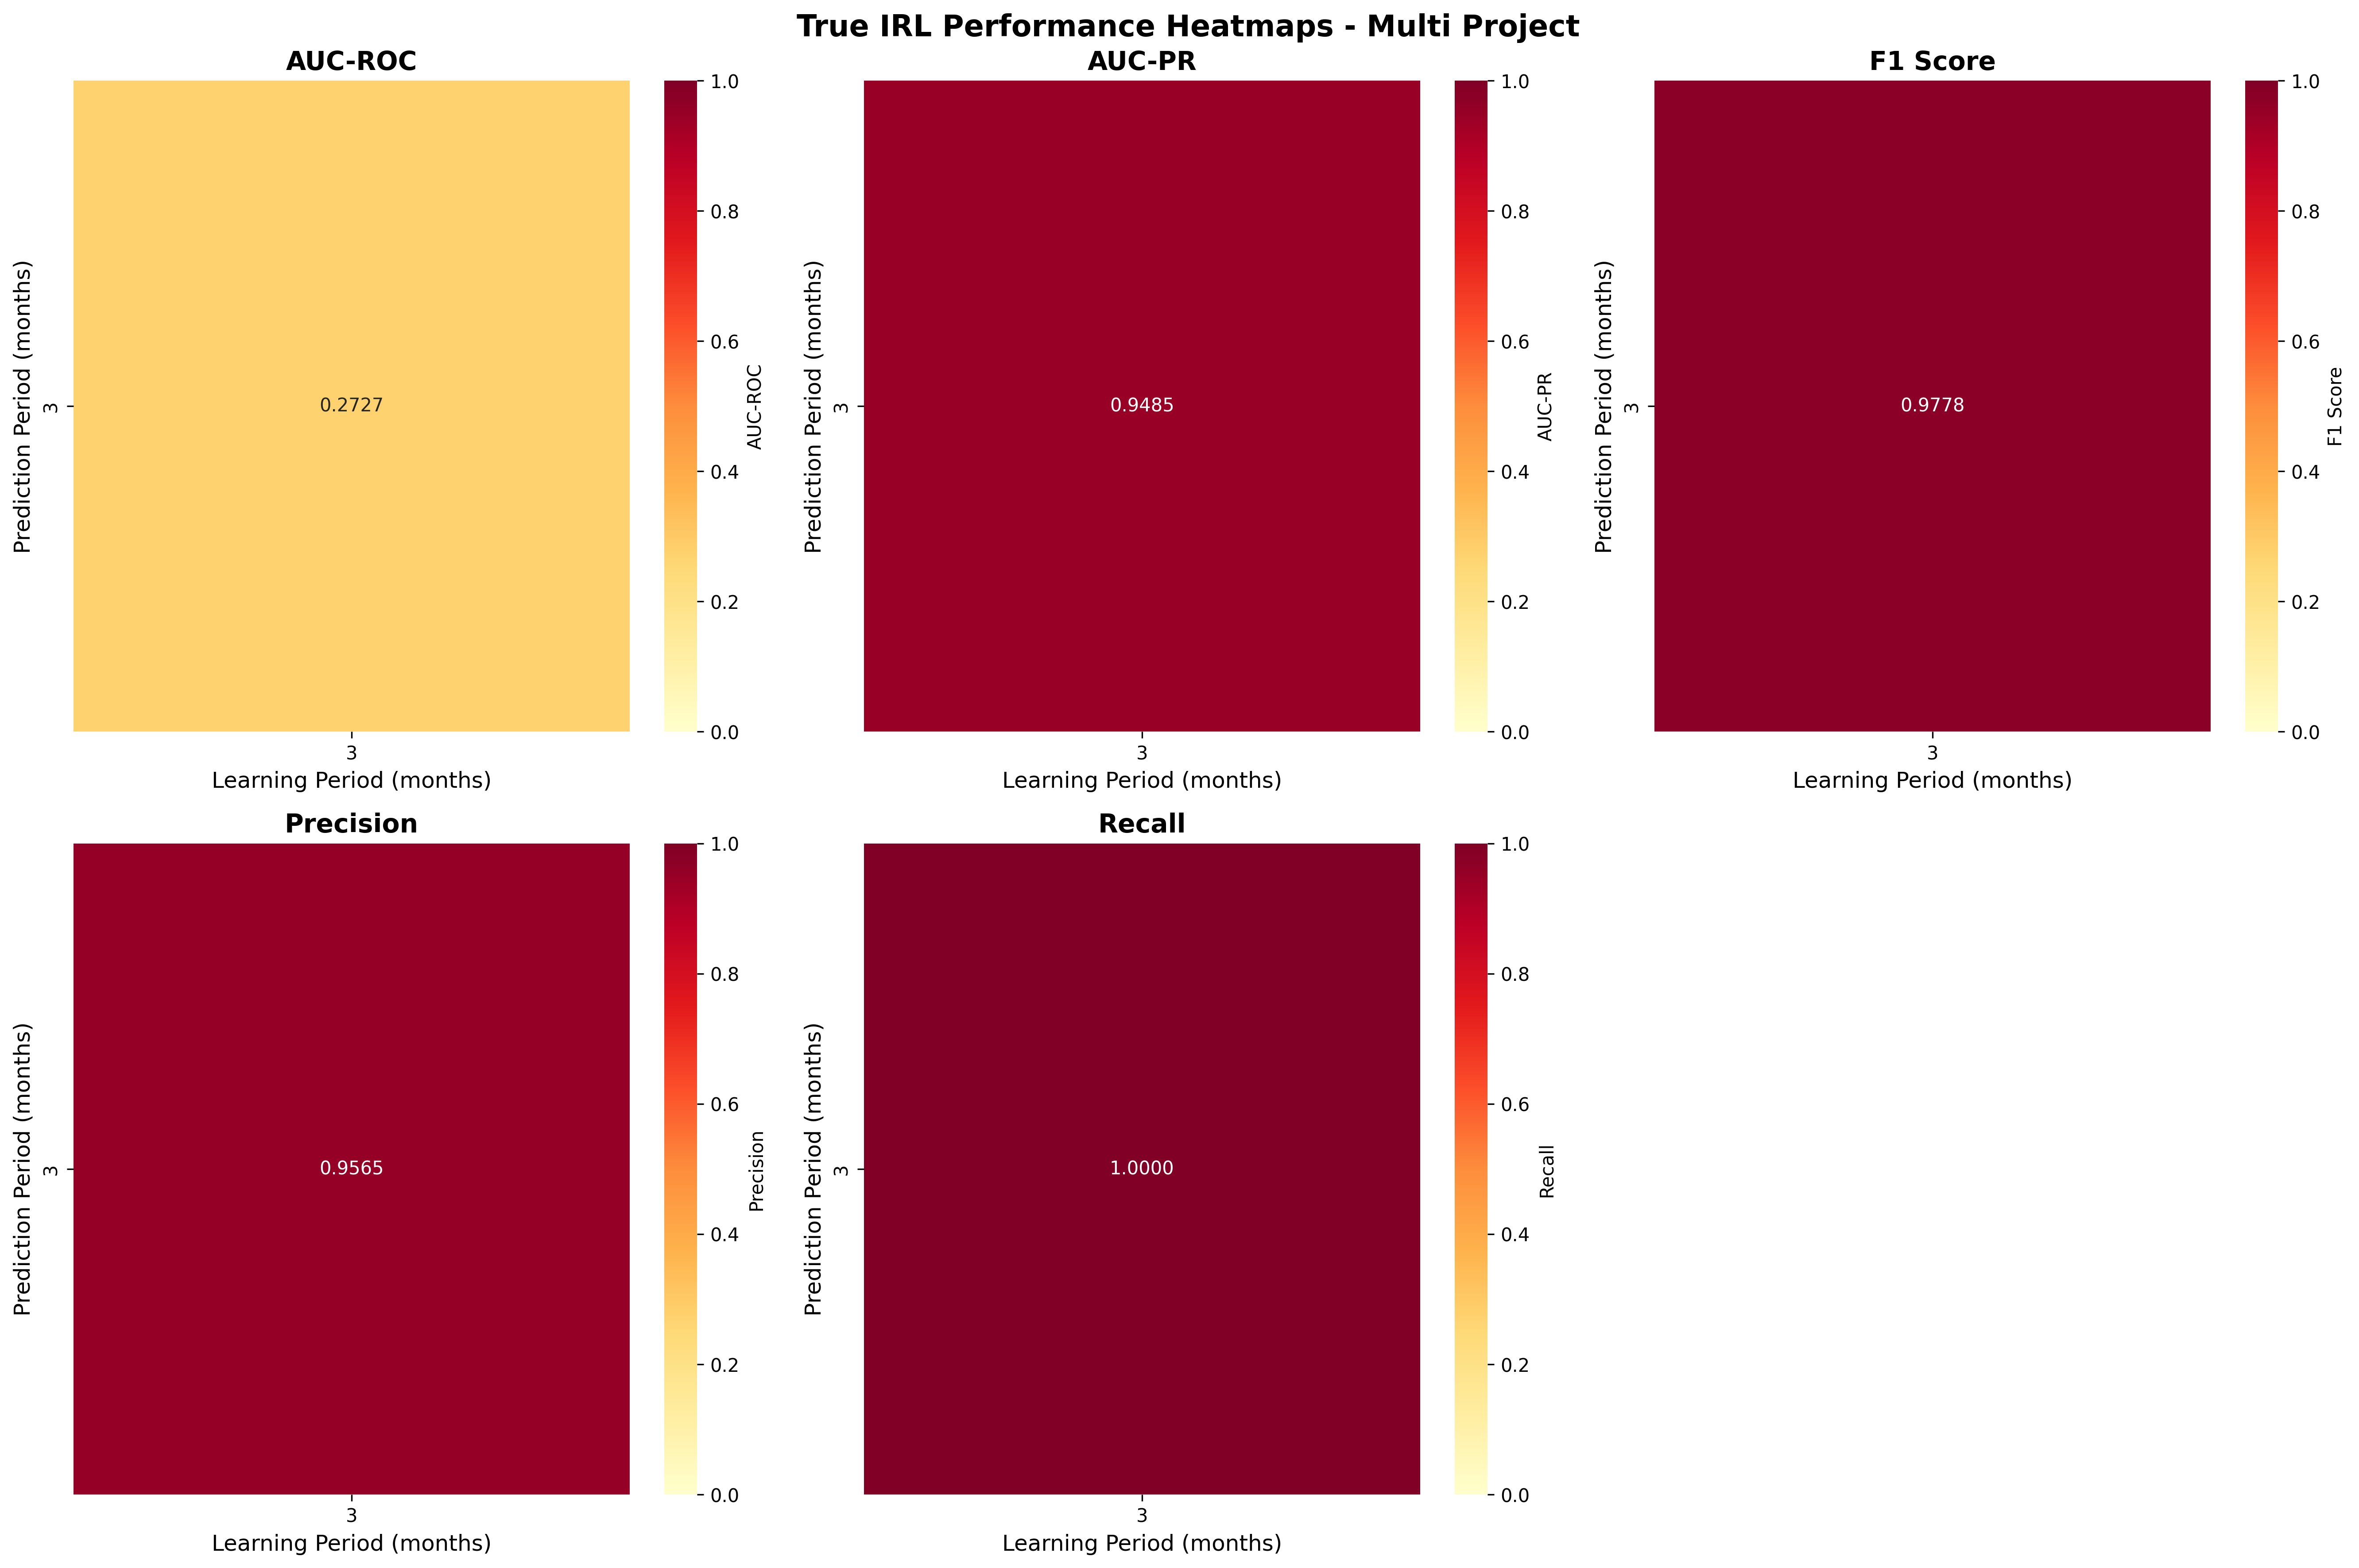 True IRL Performance Heatmaps - Multi Project
AUC-ROC
Prediction Period (months)
3
0.2727
3
Learning Period (months)
1.0
0.8
0.6
0.4
0.2
0.0
AUC-ROC
AUC-PR
Prediction Period (months)
3
0.9485
3
Learning Period (months)
1.0
0.8
0.6
0.4
0.2
0.0
AUC-PR
F1 Score
Prediction Period (months)
3
0.9778
3
Learning Period (months)
1.0
0.8
0.6
0.4
0.2
0.0
F1 Score
Precision
Prediction Period (months)
3
0.9565
3
Learning Period (months)
1.0
0.8
0.6
0.4
0.2
0.0
Precision
Recall
Prediction Period (months)
3
1.0000
3
Learning Period (months)
1.0
0.8
0.6
0.4
0.2
0.0
Recall